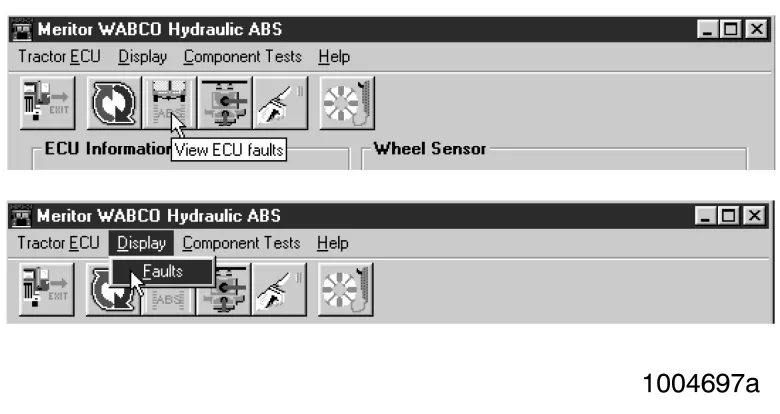 Meritor WABCO Hydraulic ABS
Tractor ECU Display Component Tests Help
EXIT ABS
View ECU faults
ECU Information Wheel Sensor
Meritor WABCO Hydraulic ABS
Tractor ECU Display Component Tests Help
Faults
EXIT ABS
1004697a